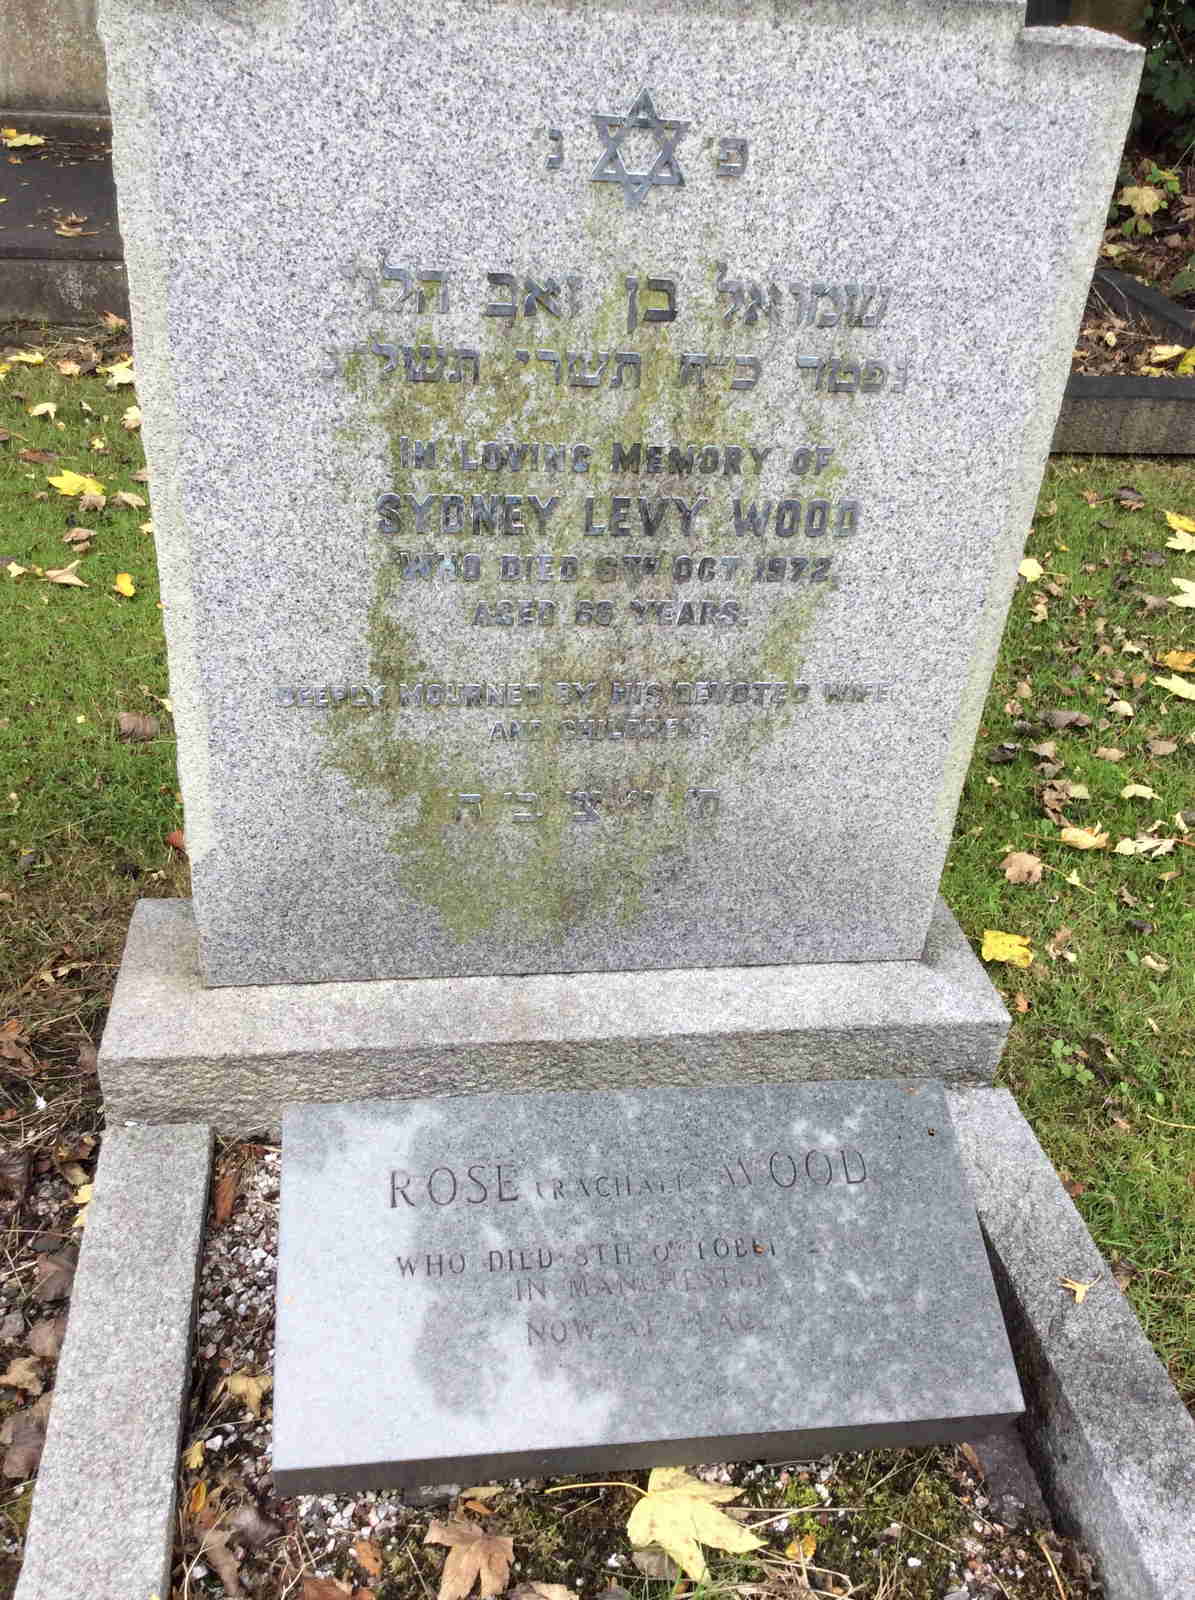 פ' נ'
שמואל בן זאב הלוי
נפטר כ״ח תשרי תשל״ג
IN LOVING MEMORY OF
SYDNEY LEVY WOOD
WHO DIED 6TH OCT 1972,
AGED 68 YEARS.
DEEPLY MOURNED BY HIS DEVOTED WIFE
AND CHILDREN.
ת' נ' צ' ב' ה'
ROSE (RACHAEL) WOOD
WHO DIED 8TH OCTOBER
IN MANCHESTER
NOW AT PEACE